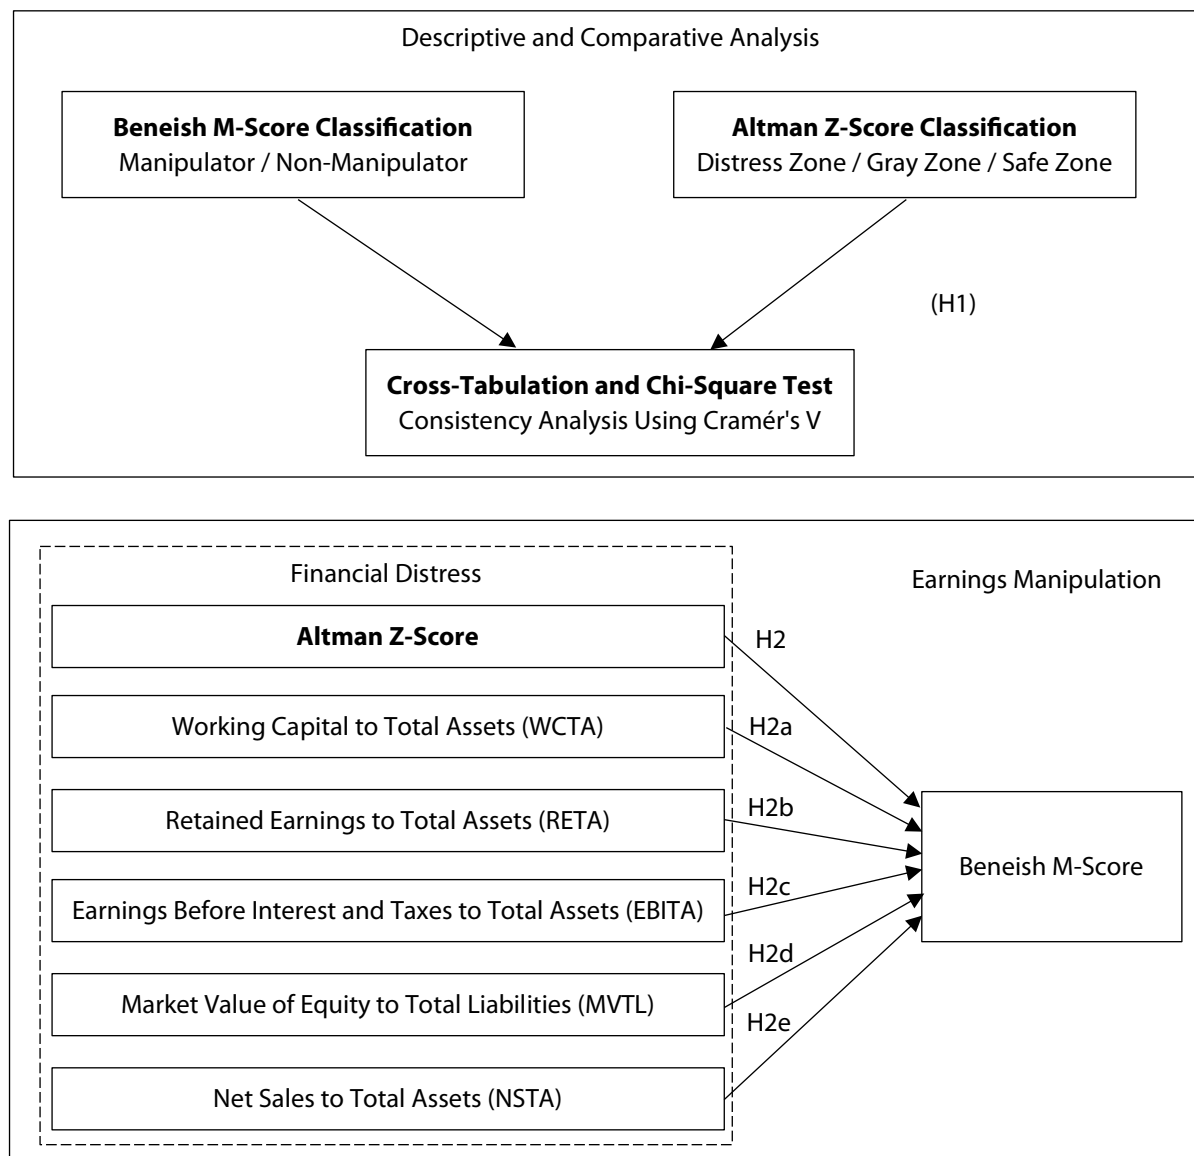 Descriptive and Comparative Analysis
Beneish M-Score Classification
Manipulator / Non-Manipulator
Altman Z-Score Classification
Distress Zone / Gray Zone / Safe Zone
(H1)
Cross-Tabulation and Chi-Square Test
Consistency Analysis Using Cramér's V
Financial Distress
Earnings Manipulation
Altman Z-Score
H2
Working Capital to Total Assets (WCTA)
H2a
Retained Earnings to Total Assets (RETA)
H2b
Earnings Before Interest and Taxes to Total Assets (EBITA)
H2c
Market Value of Equity to Total Liabilities (MVTL)
H2d
Net Sales to Total Assets (NSTA)
H2e
Beneish M-Score